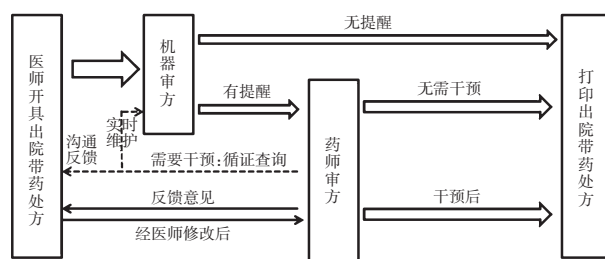 医师开具出院带药处方
机器审方
无提醒
有提醒
实时
维护
沟通
反馈
需要干预:循证查询
反馈意见
经医师修改后
药师审方
无需干预
干预后
打印出院带药处方